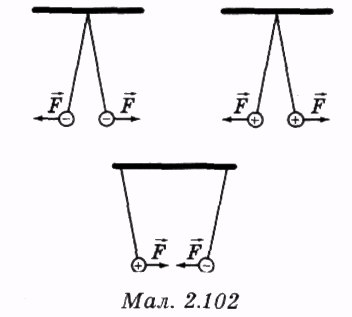 F F F F
− − + +
F F
+ −
Мал. 2.102